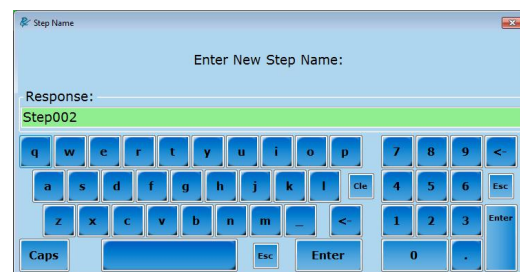 Step Name
Enter New Step Name:
Response:
Step002
q w e r t y u i o p 7 8 9 <-
a s d f g h j k l Cle 4 5 6 Esc
z x c v b n m _ <- 1 2 3 Enter
Caps Esc Enter 0 .